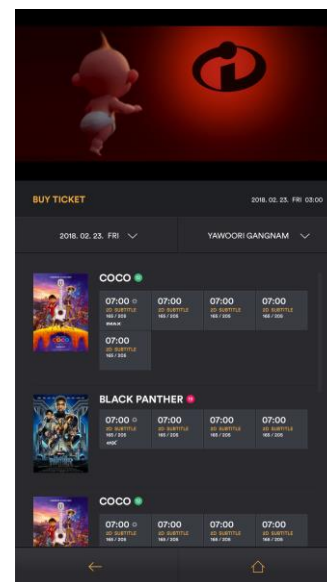 BUY TICKET
2018. 02. 23. FRI 03:00
2018. 02. 23. FRI
YAWOORI GANGNAM
COCO
07:00 07:00 07:00 07:00
2D SUBTITLE 2D SUBTITLE 2D SUBTITLE 2D SUBTITLE
165 / 205 165 / 205 165 / 205 165 / 205
07:00
2D SUBTITLE
165 / 205
COCO
BLACK PANTHER
07:00 07:00 07:00 07:00
2D SUBTITLE 2D SUBTITLE 2D SUBTITLE 2D SUBTITLE
165 / 205 165 / 205 165 / 205 165 / 205
COCO
07:00 07:00 07:00 07:00
2D SUBTITLE 2D SUBTITLE 2D SUBTITLE 2D SUBTITLE
165 / 205 165 / 205 165 / 205 165 / 205